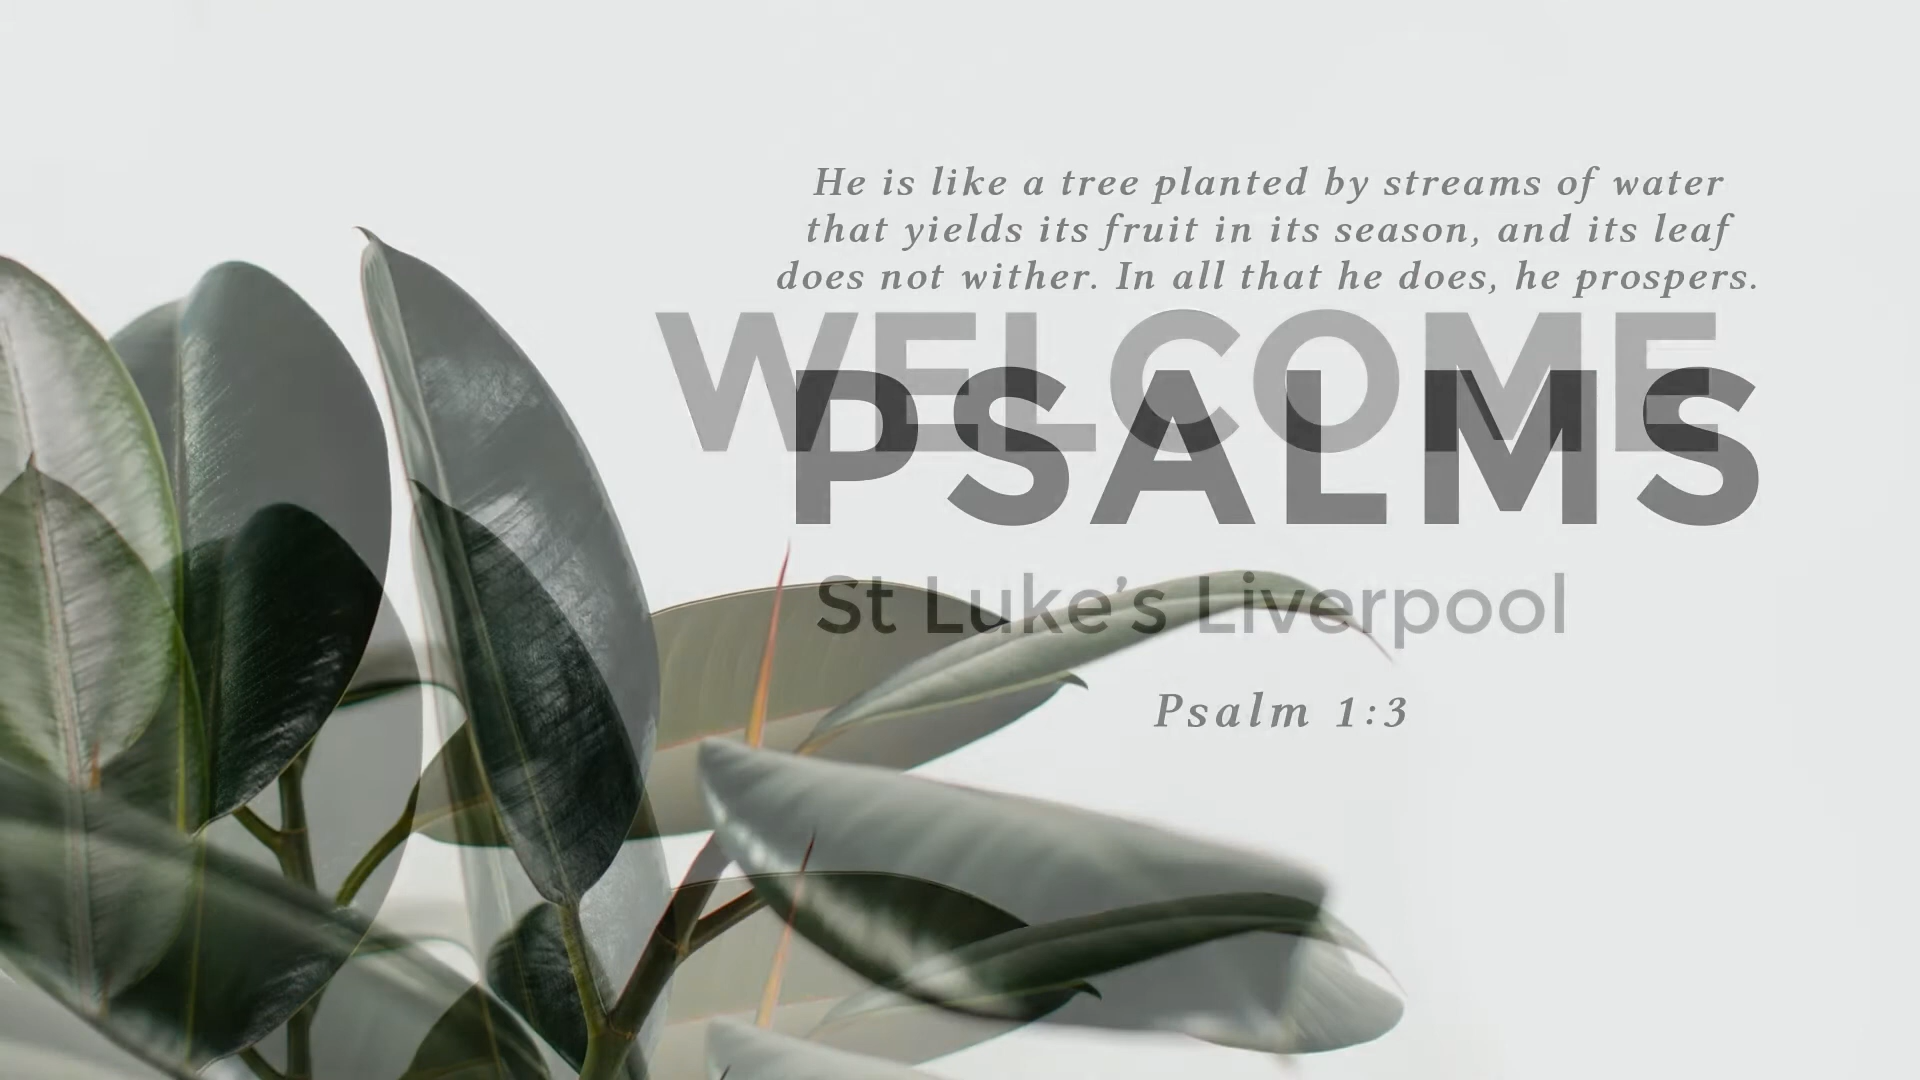 He is like a tree planted by streams of water
that yields its fruit in its season, and its leaf
does not wither. In all that he does, he prospers.
WELCOME
PSALMS
St Luke's Liverpool
Psalm 1:3